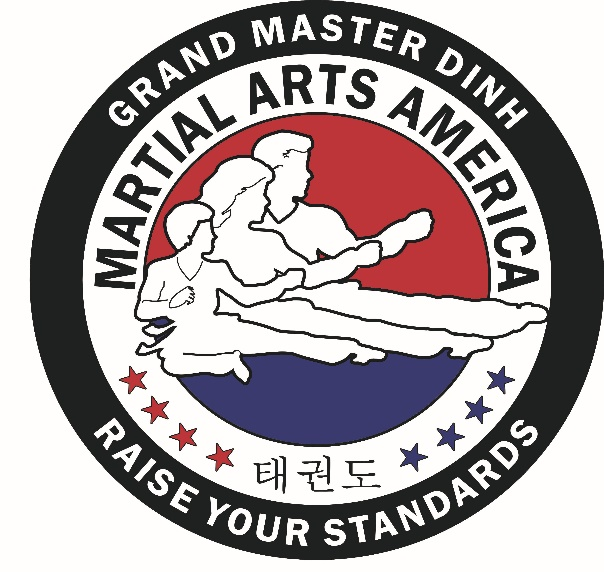 GRAND MASTER DINH
MARTIAL ARTS AMERICA
태권도
RAISE YOUR STANDARDS